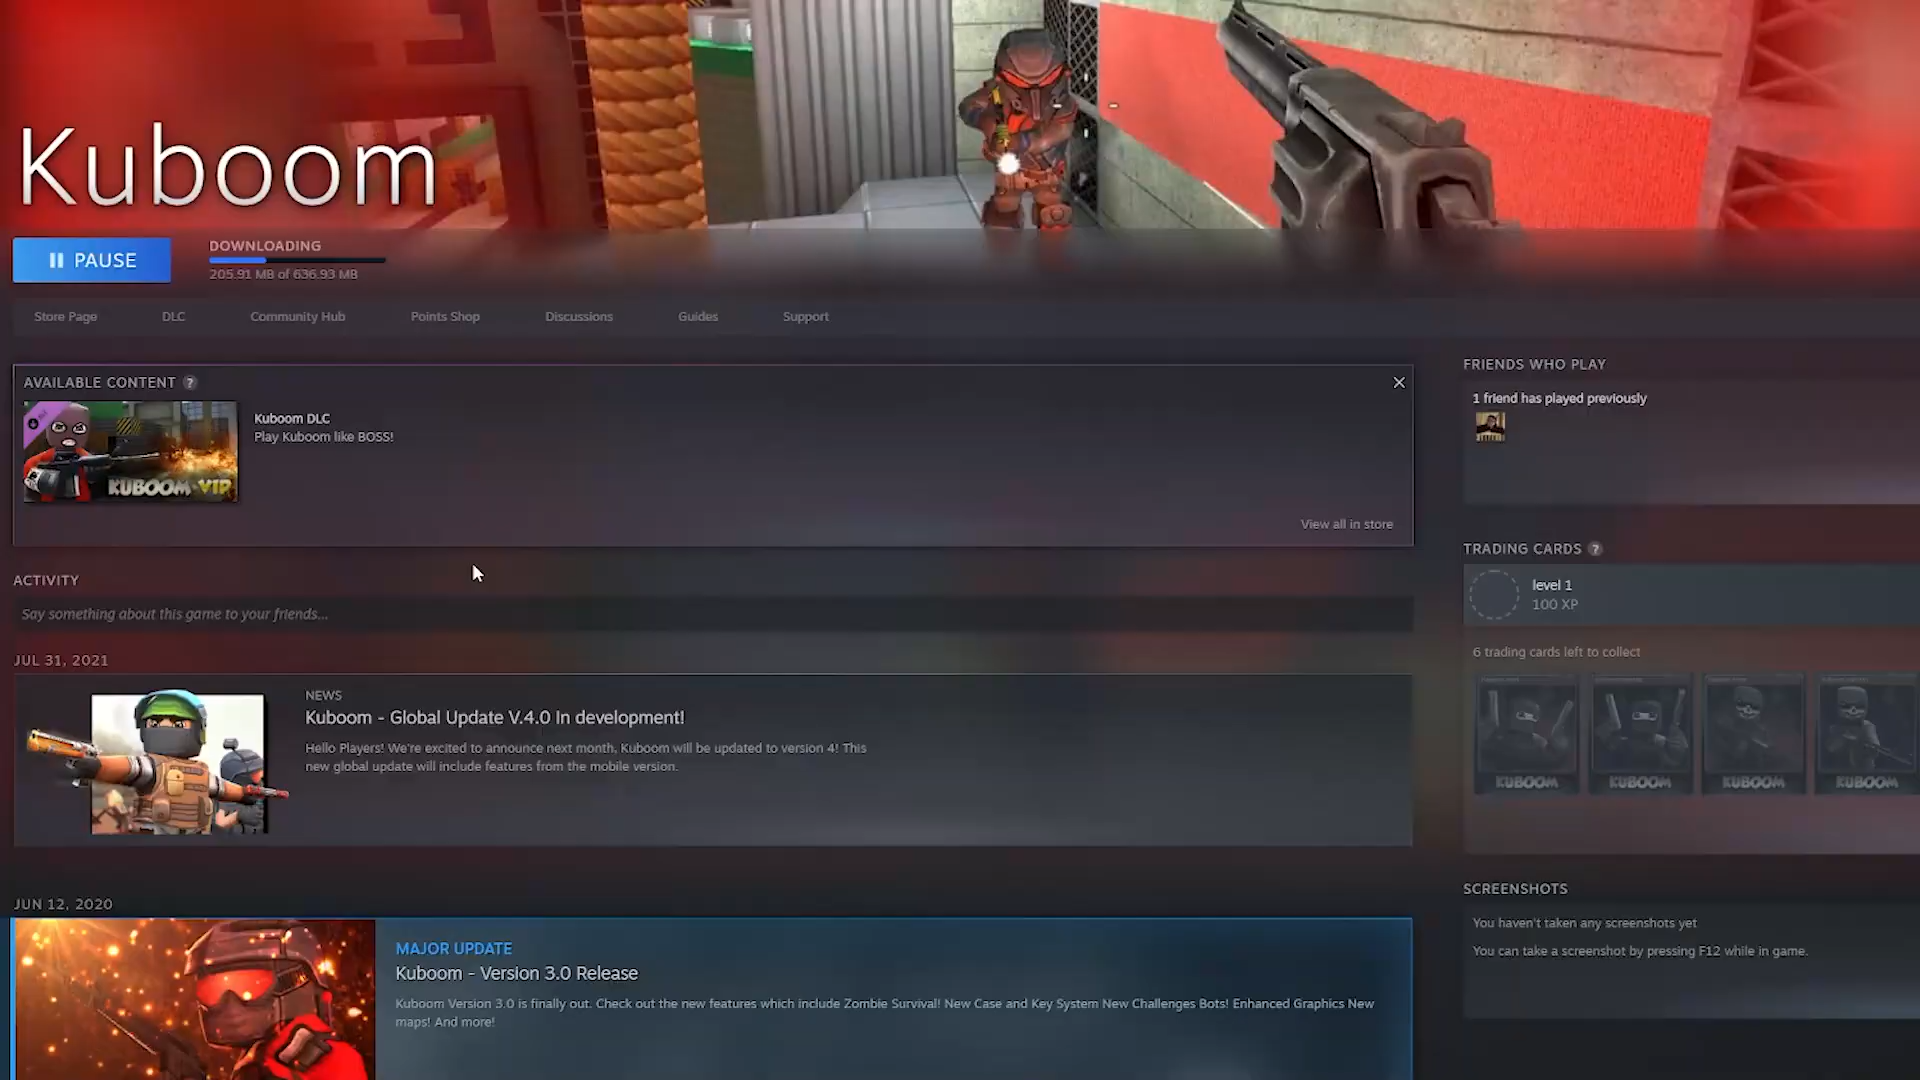 Kuboom
PAUSE
DOWNLOADING
205.91 MB of 636.93 MB
Store Page
DLC
Community Hub
Points Shop
Discussions
Guides
Support
AVAILABLE CONTENT ?
KUBOOM VIP
Kuboom DLC
Play Kuboom like BOSS!
View all in store
ACTIVITY
Say something about this game to your friends...
JUL 31, 2021
NEWS
Kuboom - Global Update V.4.0 In development!
Hello Players! We're excited to announce next month, Kuboom will be updated to version 4! This
new global update will include features from the mobile version.
JUN 12, 2020
MAJOR UPDATE
Kuboom - Version 3.0 Release
Kuboom Version 3.0 is finally out. Check out the new features which include Zombie Survival! New Case and Key System New Challenges Bots! Enhanced Graphics New
maps! And more!
FRIENDS WHO PLAY
1 friend has played previously
TRADING CARDS ?
level 1
100 XP
6 trading cards left to collect
KUBOOM
KUBOOM
KUBOOM
KUBOOM
SCREENSHOTS
You haven't taken any screenshots yet
You can take a screenshot by pressing F12 while in game.